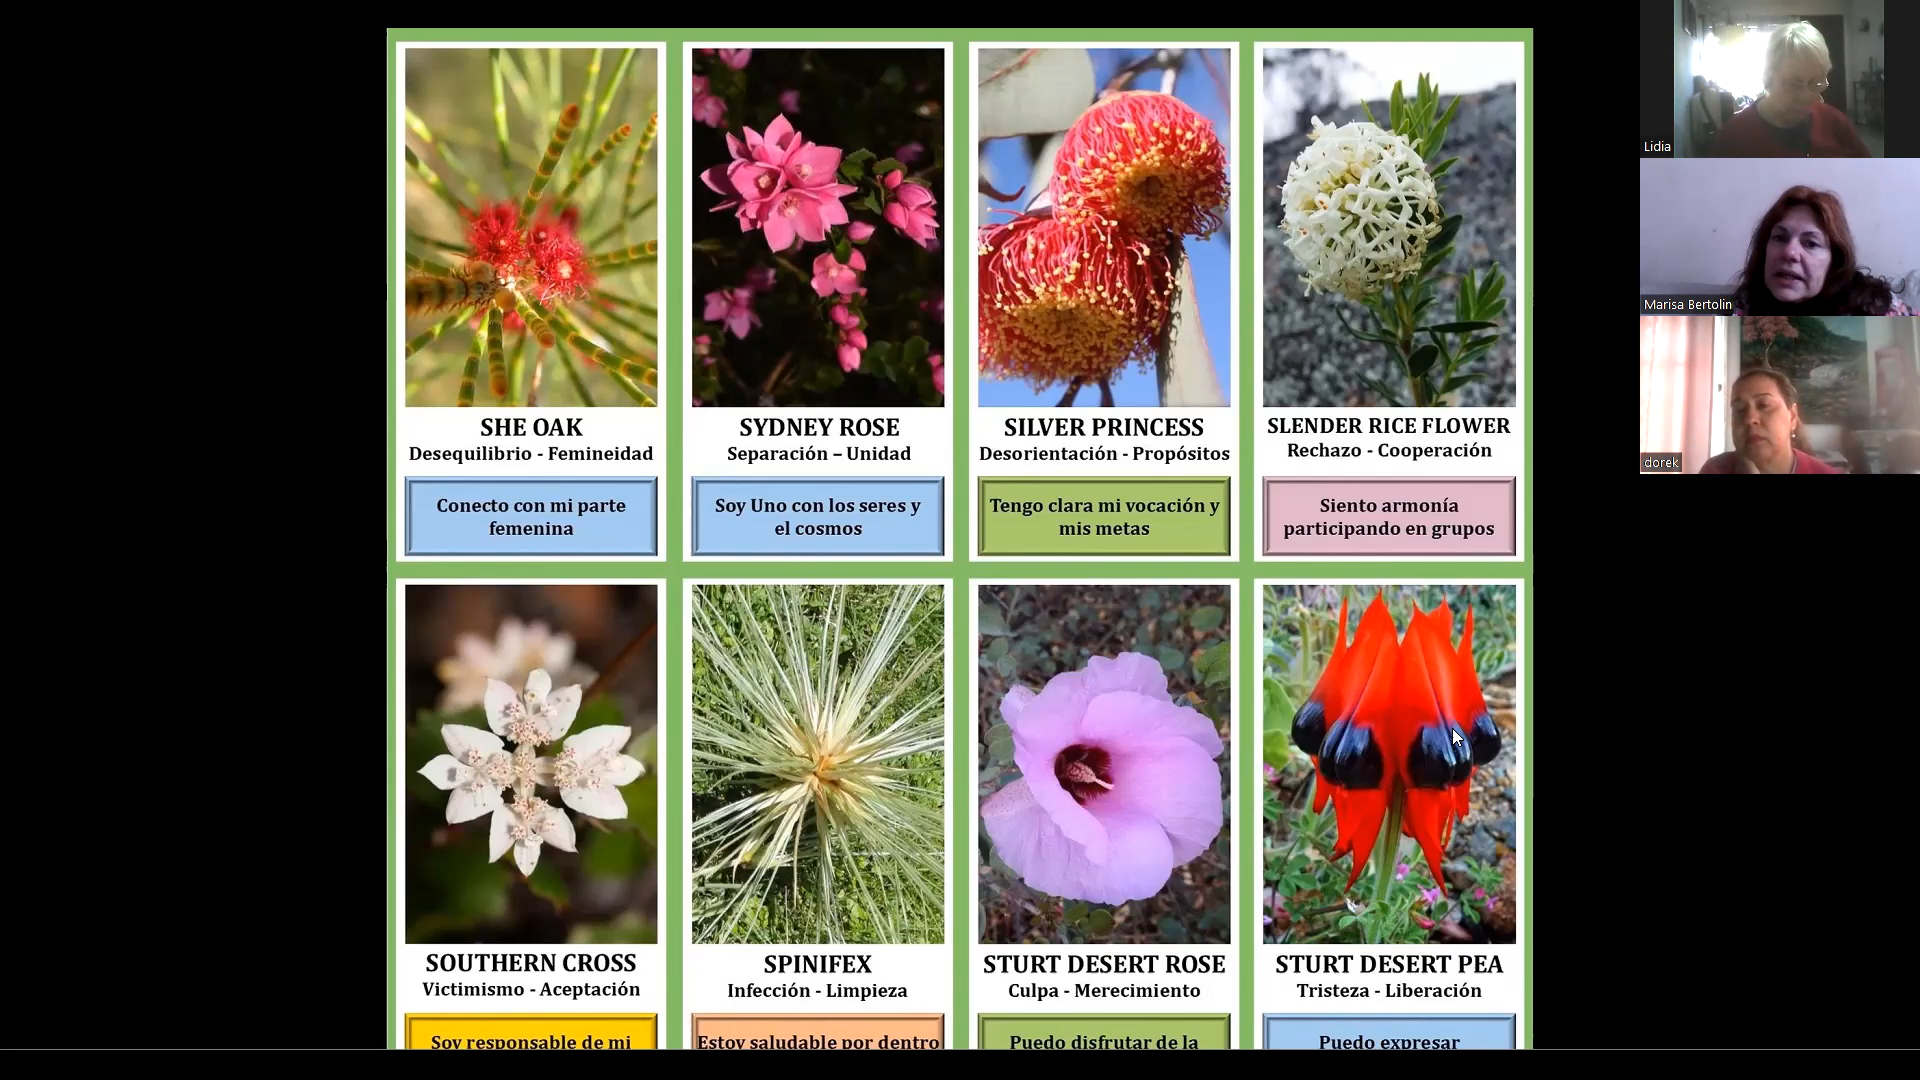 SHE OAK
Desequilibrio - Femineidad
Conecto con mi parte
femenina
SYDNEY ROSE
Separación – Unidad
Soy Uno con los seres y
el cosmos
SILVER PRINCESS
Desorientación - Propósitos
Tengo clara mi vocación y
mis metas
SLENDER RICE FLOWER
Rechazo - Cooperación
Siento armonía
participando en grupos
SOUTHERN CROSS
Victimismo - Aceptación
Soy responsable de mi
SPINIFEX
Infección - Limpieza
Estoy saludable por dentro
STURT DESERT ROSE
Culpa - Merecimiento
Puedo disfrutar de la
STURT DESERT PEA
Tristeza - Liberación
Puedo expresar
Lidia
Marisa Bertolin
dorek